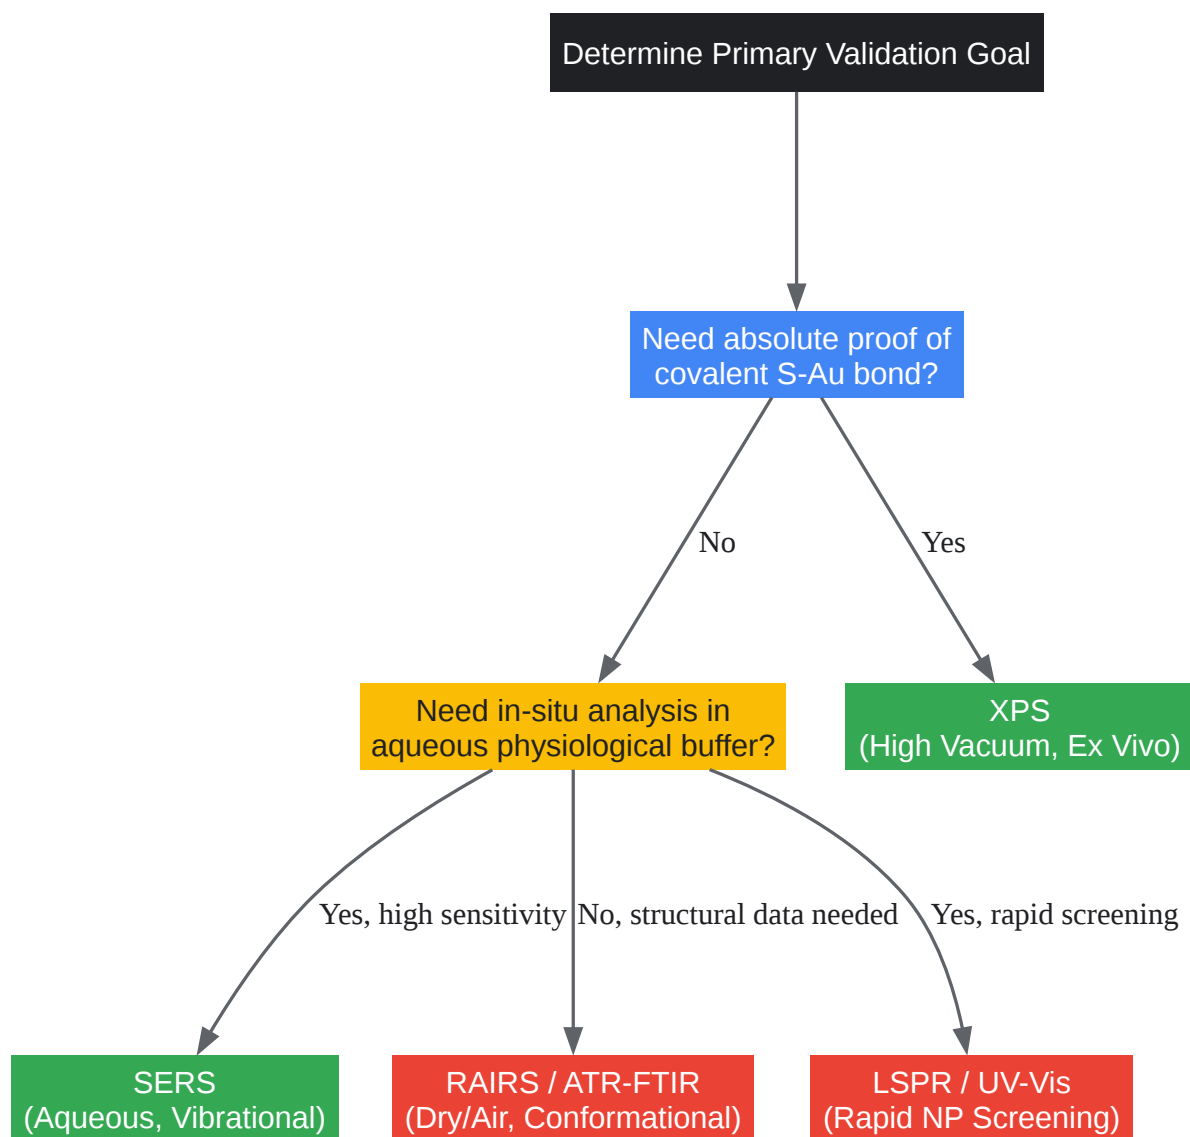 Determine Primary Validation Goal
Need absolute proof of
covalent S-Au bond?
No
Yes
Need in-situ analysis in
aqueous physiological buffer?
XPS
(High Vacuum, Ex Vivo)
Yes, high sensitivity
No, structural data needed
Yes, rapid screening
SERS
(Aqueous, Vibrational)
RAIRS / ATR-FTIR
(Dry/Air, Conformational)
LSPR / UV-Vis
(Rapid NP Screening)